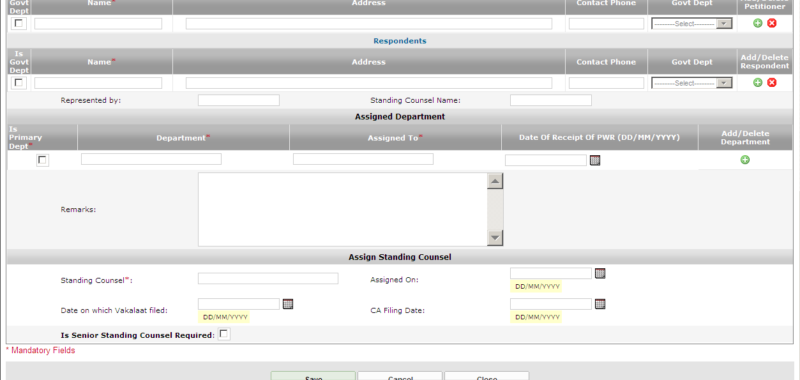 Govt Name* Address Contact Phone Govt Dept Add/Delete
Dept Petitioner
--------Select-------
Respondents
Is
Govt Name* Address Contact Phone Govt Dept Add/Delete
Dept Respondent
--------Select-------
Represented by: Standing Counsel Name:
Assigned Department
Is
Primary Department* Assigned To* Date Of Receipt Of PWR (DD/MM/YYYY) Add/Delete
Dept* Department
Remarks:
Assign Standing Counsel
Standing Counsel*: Assigned On:
DD/MM/YYYY
Date on which Vakalaat filed: CA Filing Date:
DD/MM/YYYY DD/MM/YYYY
Is Senior Standing Counsel Required:
* Mandatory Fields
Save Cancel Close